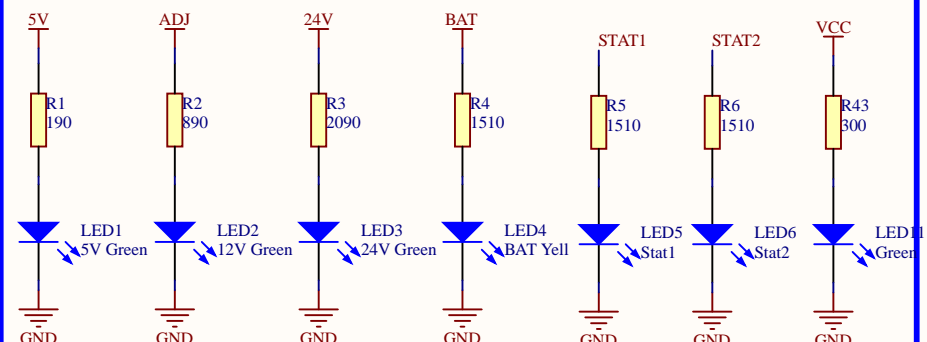 5V
ADJ
24V
BAT
STAT1
STAT2
VCC
R1
190
R2
890
R3
2090
R4
1510
R5
1510
R6
1510
R43
300
LED1
5V Green
LED2
12V Green
LED3
24V Green
LED4
BAT Yell
LED5
Stat1
LED6
Stat2
LED11
Green
GND
GND
GND
GND
GND
GND
GND